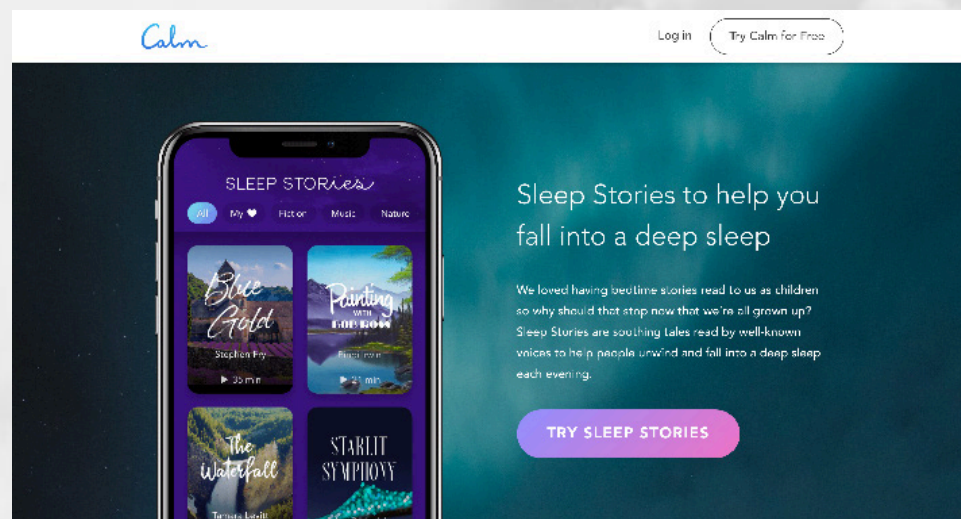 Calm
Log in
Try Calm for Free
SLEEP STORies
All My Fiction Music Nature
Blue
Gold
Stephen Fry
35 min
Painting
WITH
BOB ROSS
21 min
The
Waterfall
Tamara Levitt
STARLIT
SYMPHONY
Sleep Stories to help you
fall into a deep sleep
We loved having bedtime stories read to us as children
so why should that stop now that we're all grown up?
Sleep Stories are soothing tales read by well-known
voices to help people unwind and fall into a deep sleep
each evening.
TRY SLEEP STORIES